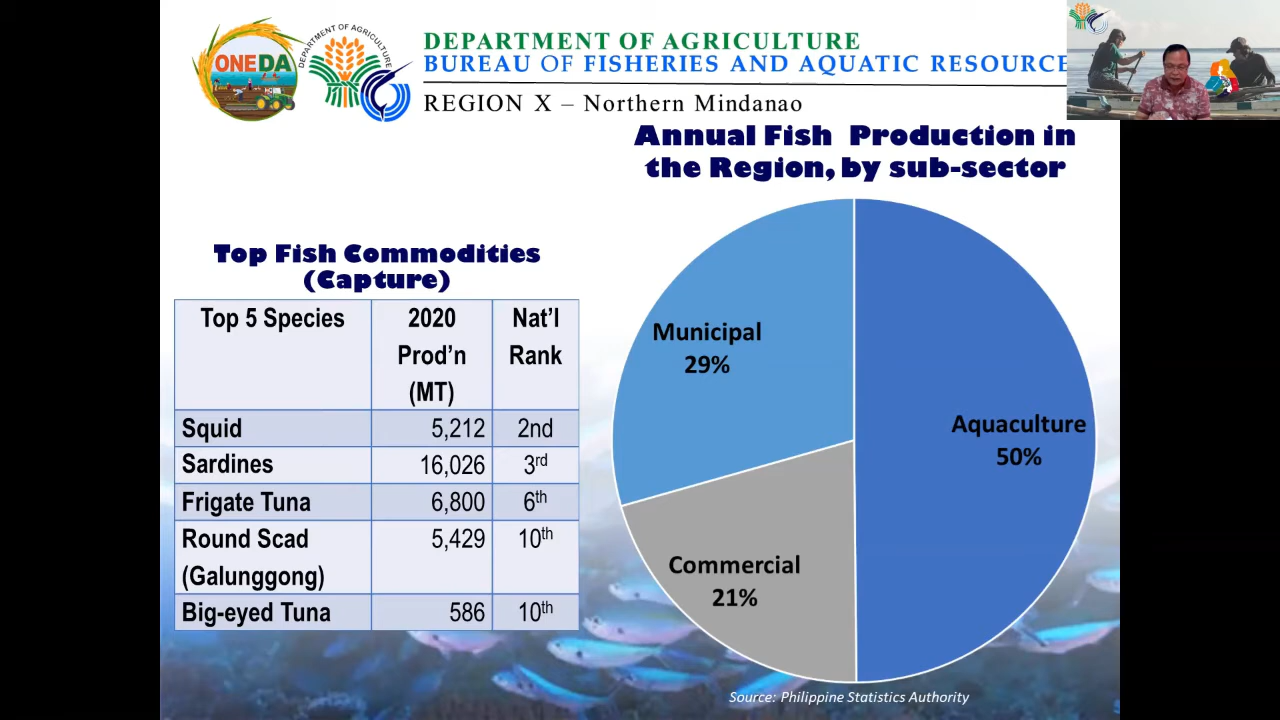 ONEDA
DEPARTMENT OF AGRICULTURE
DEPARTMENT OF AGRICULTURE
BUREAU OF FISHERIES AND AQUATIC RESOURCE
REGION X – Northern Mindanao
Annual Fish Production in
the Region, by sub-sector
Top Fish Commodities
(Capture)
Top 5 Species 2020 Prod'n (MT) Nat'l Rank
Squid 5,212 2nd
Sardines 16,026 3rd
Frigate Tuna 6,800 6th
Round Scad (Galunggong) 5,429 10th
Big-eyed Tuna 586 10th
Municipal
29%
Aquaculture
50%
Commercial
21%
Source: Philippine Statistics Authority